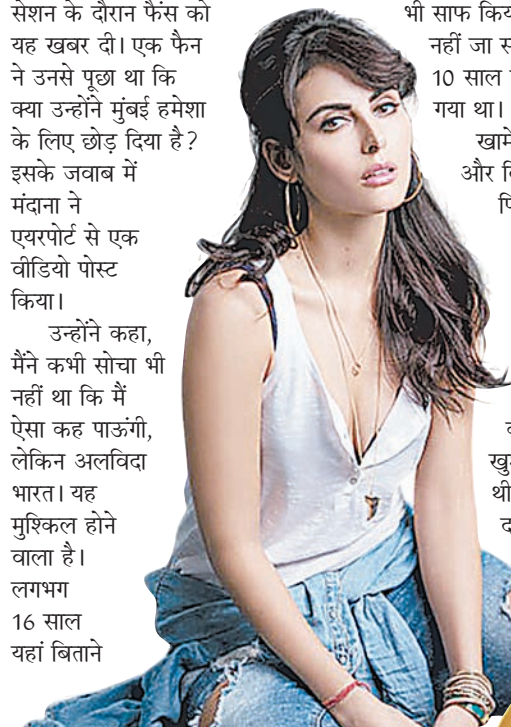 सेशन के दौरान फैंस को
यह खबर दी। एक फैन
ने उनसे पूछा था कि
क्या उन्होंने मुंबई हमेशा
के लिए छोड़ दिया है?
इसके जवाब में
मंदाना ने
एयरपोर्ट से एक
वीडियो पोस्ट
किया।
उन्होंने कहा,
मैंने कभी सोचा भी
नहीं था कि मैं
ऐसा कह पाऊंगी,
लेकिन अलविदा
भारत। यह
मुश्किल होने
वाला है।
लगभग
16 साल
यहां बिताने
भी साफ
नहीं जा
10 साल
गया था।
और